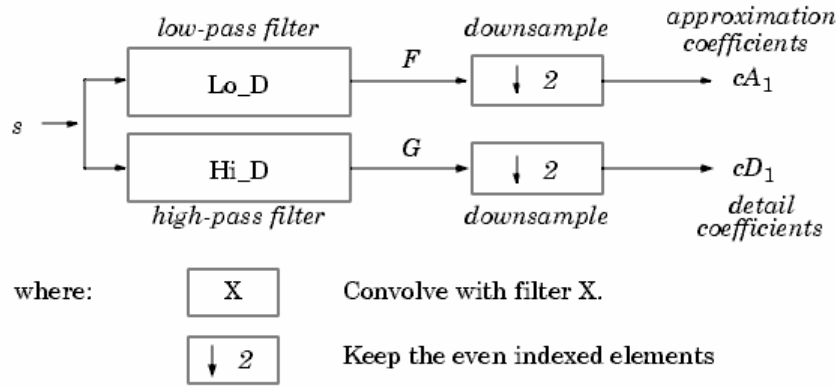 low-pass filter
downsample
approximation
coefficients
F
Lo_D
↓ 2
cA1
s
G
Hi_D
↓ 2
cD1
high-pass filter
downsample
detail
coefficients
where:
X
Convolve with filter X.
↓ 2
Keep the even indexed elements